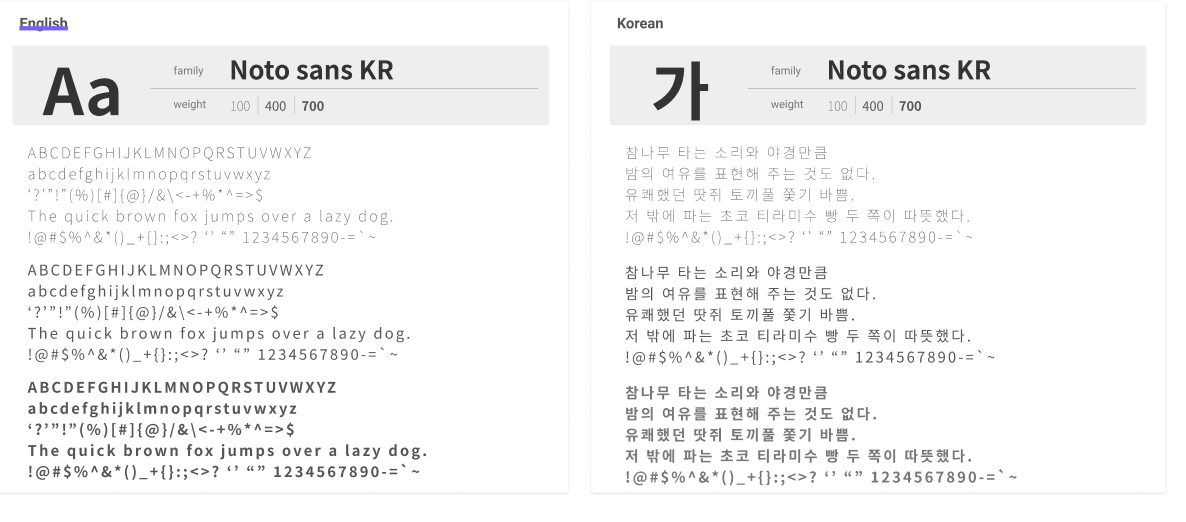 English
Aa
family
Noto sans KR
weight
100 400 700
ABCDEFGHIJKLMNOPQRSTUVWXYZ
abcdefghijklmnopqrstuvwxyz
‘?’”!”(%)[#]{@}/&\<-+%*^=>$
The quick brown fox jumps over a lazy dog.
!@#$%^&*()_+{}:;<>? ‘’ “” 1234567890-=`~
ABCDEFGHIJKLMNOPQRSTUVWXYZ
abcdefghijklmnopqrstuvwxyz
‘?’”!”(%)[#]{@}/&\<-+%*^=>$
The quick brown fox jumps over a lazy dog.
!@#$%^&*()_+{}:;<>? ‘’ “” 1234567890-=`~
ABCDEFGHIJKLMNOPQRSTUVWXYZ
abcdefghijklmnopqrstuvwxyz
‘?’”!”(%)[#]{@}/&\<-+%*^=>$
The quick brown fox jumps over a lazy dog.
!@#$%^&*()_+{}:;<>? ‘’ “” 1234567890-=`~
Korean
가
family
Noto sans KR
weight
100 400 700
참나무 타는 소리와 야경만큼
밤의 여유를 표현해 주는 것도 없다.
유쾌했던 땃쥐 토끼풀 쫓기 바쁨.
저 밖에 파는 초코 티라미수 빵 두 쪽이 따뜻했다.
!@#$%^&*()_+{}:;<>? ‘’ “” 1234567890-=`~
참나무 타는 소리와 야경만큼
밤의 여유를 표현해 주는 것도 없다.
유쾌했던 땃쥐 토끼풀 쫓기 바쁨.
저 밖에 파는 초코 티라미수 빵 두 쪽이 따뜻했다.
!@#$%^&*()_+{}:;<>? ‘’ “” 1234567890-=`~
참나무 타는 소리와 야경만큼
밤의 여유를 표현해 주는 것도 없다.
유쾌했던 땃쥐 토끼풀 쫓기 바쁨.
저 밖에 파는 초코 티라미수 빵 두 쪽이 따뜻했다.
!@#$%^&*()_+{}:;<>? ‘’ “” 1234567890-=`~